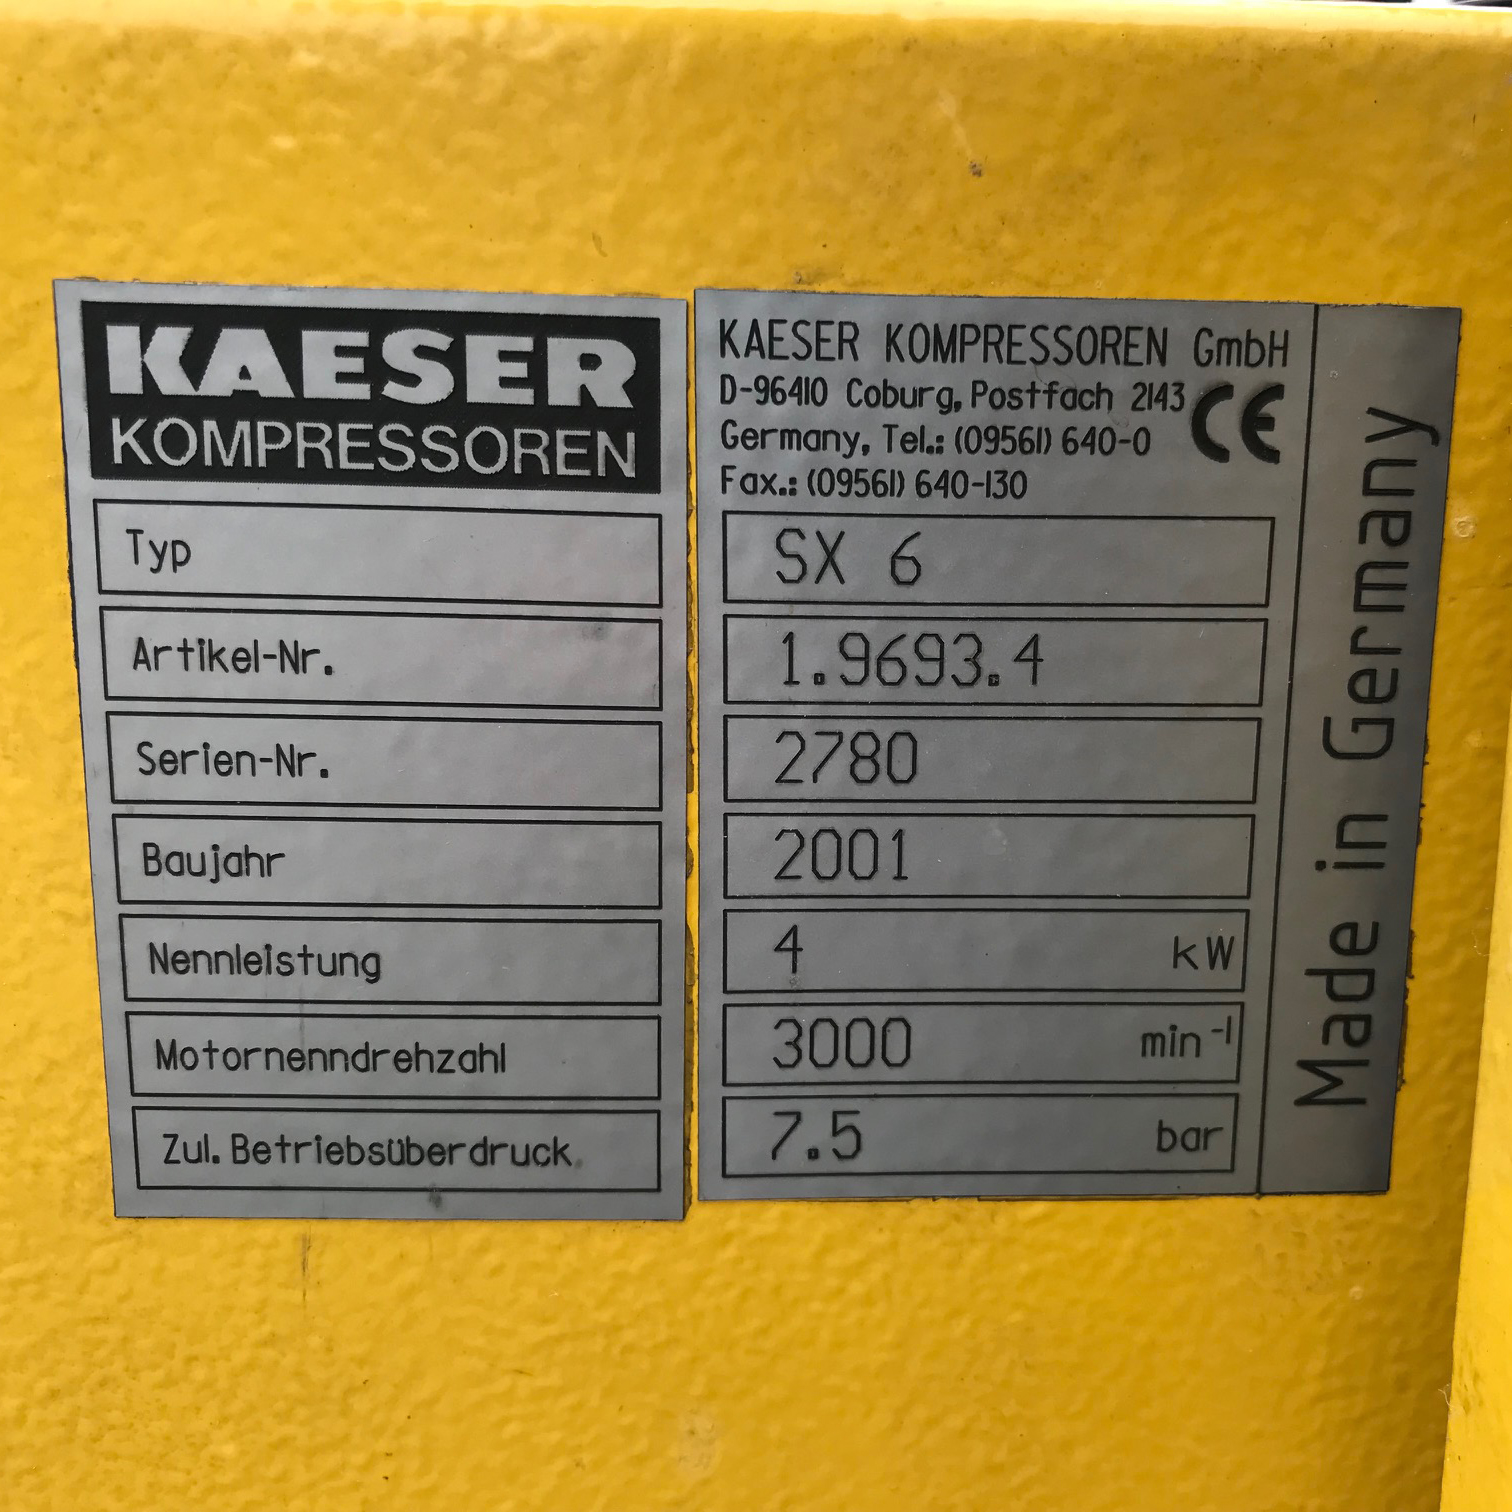 KAESER
KOMPRESSOREN
KAESER KOMPRESSOREN GmbH
D-96410 Coburg, Postfach 2143
Germany, Tel.: (09561) 640-0
Fax.: (09561) 640-130
CE
Typ SX 6
Artikel-Nr. 1.9693.4
Serien-Nr. 2780
Baujahr 2001
Nennleistung 4 kW
Motornenndrehzahl 3000 min⁻¹
Zul. Betriebsüberdruck 7.5 bar
Made in Germany